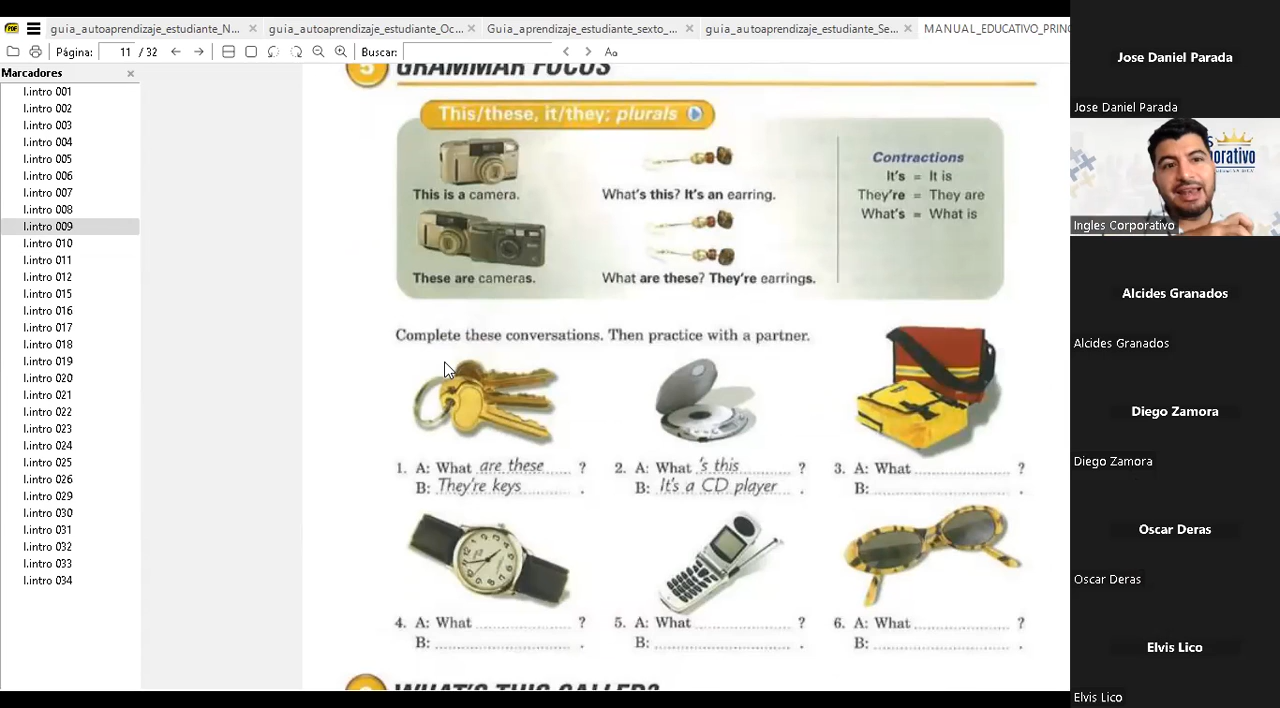 guia_autoaprendizaje_estudiante_N...
guia_autoaprendizaje_estudiante_Oc...
Guia_aprendizaje_estudiante_sexto_...
guia_autoaprendizaje_estudiante_Se...
MANUAL_EDUCATIVO_PRINC
Página: 11 / 32
Buscar:
Aa
Marcadores
I.intro 001
I.intro 002
I.intro 003
I.intro 004
I.intro 005
I.intro 006
I.intro 007
I.intro 008
I.intro 009
I.intro 010
I.intro 011
I.intro 012
I.intro 015
I.intro 016
I.intro 017
I.intro 018
I.intro 019
I.intro 020
I.intro 021
I.intro 022
I.intro 023
I.intro 024
I.intro 025
I.intro 026
I.intro 029
I.intro 030
I.intro 031
I.intro 032
I.intro 033
I.intro 034
5 GRAMMAR FOCUS
This/these, it/they; plurals
This is a camera.
What's this? It's an earring.
These are cameras.
What are these? They're earrings.
Contractions
It's = It is
They're = They are
What's = What is
Complete these conversations. Then practice with a partner.
1. A: What are these ?
B: They're keys .
2. A: What 's this ?
B: It's a CD player .
3. A: What ?
B: .
4. A: What ?
B: .
5. A: What ?
B: .
6. A: What ?
B: .
WHAT'S THIS CALLED?
Jose Daniel Parada
Jose Daniel Parada
Ingles Corporativo
Alcides Granados
Alcides Granados
Diego Zamora
Diego Zamora
Oscar Deras
Oscar Deras
Elvis Lico
Elvis Lico